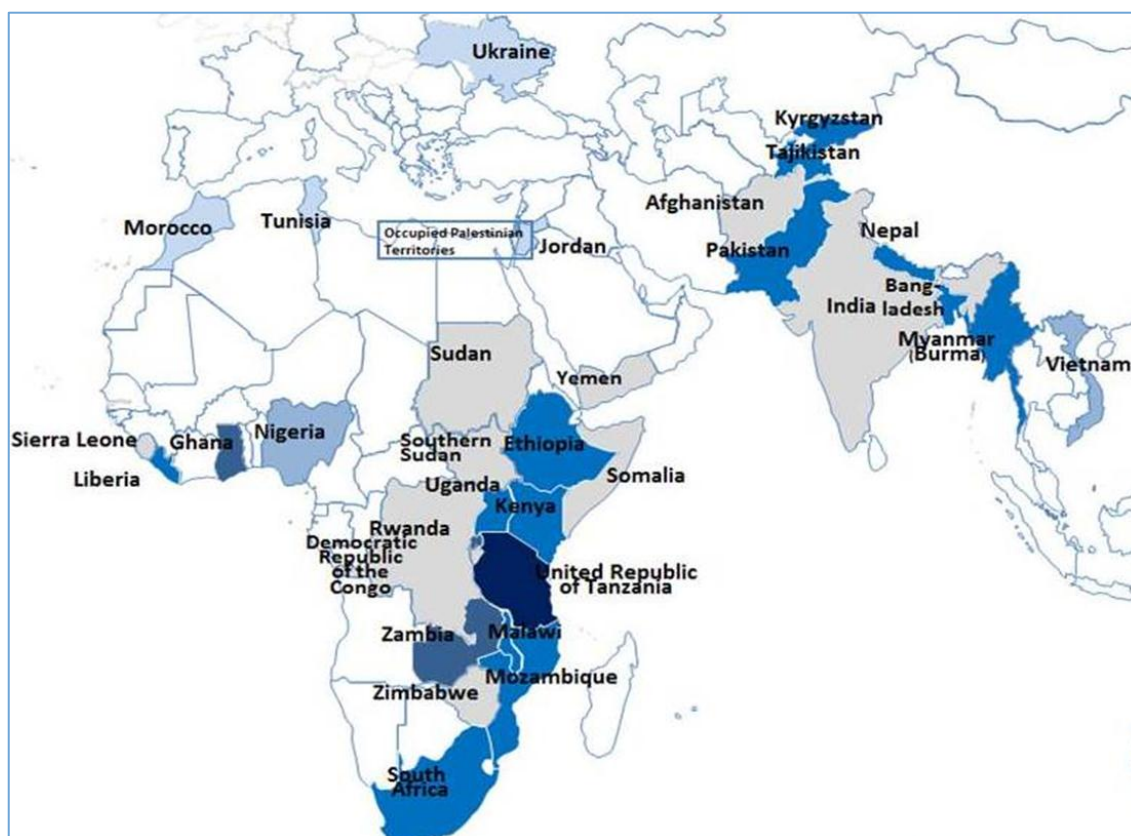 Ukraine
Kyrgyzstan
Tajikistan
Afghanistan
Morocco
Tunisia
Occupied Palestinian
Territories
Jordan
Pakistan
Nepal
Bang-
ladesh
India
Myanmar
(Burma)
Vietnam
Sudan
Yemen
Sierra Leone
Ghana
Nigeria
Southern
Sudan
Ethiopia
Liberia
Somalia
Uganda
Kenya
Rwanda
Democratic
Republic
of the
Congo
United Republic
of Tanzania
Zambia
Malawi
Mozambique
Zimbabwe
South
Africa